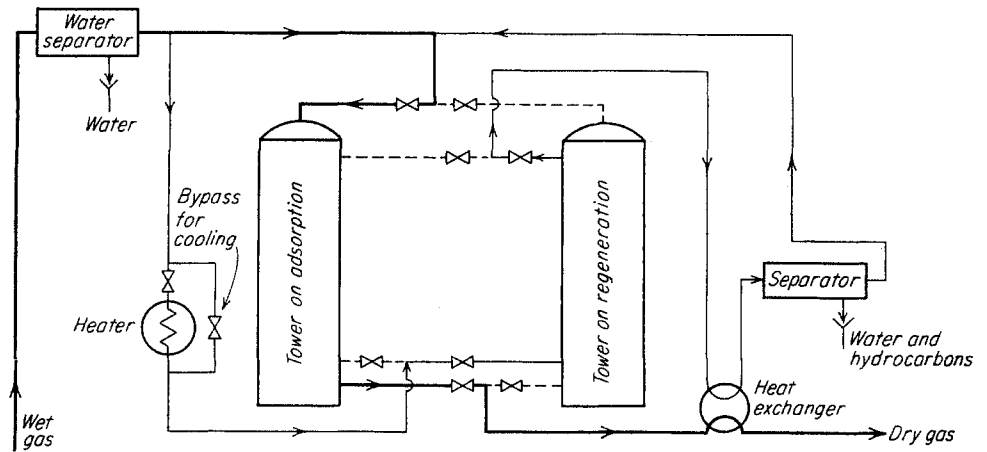 Water
separator
Water
Bypass
for
cooling
Heater
Tower on adsorption
Tower on regeneration
Separator
Water and
hydrocarbons
Heat
exchanger
Wet
gas
Dry gas